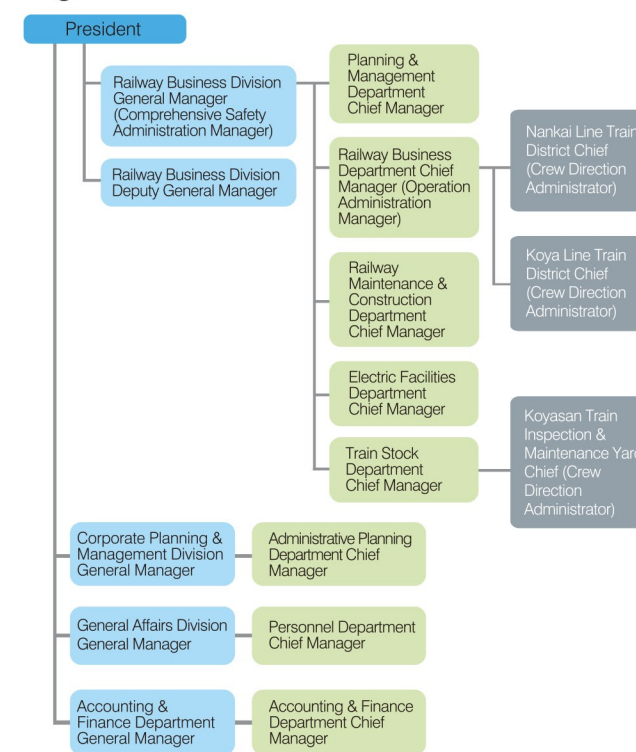 President
Railway Business Division
General Manager
(Comprehensive Safety
Administration Manager)
Railway Business Division
Deputy General Manager
Planning &
Management
Department
Chief Manager
Railway Business
Department Chief
Manager (Operation
Administration
Manager)
Railway
Maintenance &
Construction
Department
Chief Manager
Electric Facilities
Department
Chief Manager
Train Stock
Department
Chief Manager
Nankai Line Train
District Chief
(Crew Direction
Administrator)
Koya Line Train
District Chief
(Crew Direction
Administrator)
Koyasan Train
Inspection &
Maintenance Yard
Chief (Crew
Direction
Administrator)
Corporate Planning &
Management Division
General Manager
Administrative Planning
Department Chief
Manager
General Affairs Division
General Manager
Personnel Department
Chief Manager
Accounting &
Finance Department
General Manager
Accounting & Finance
Department Chief
Manager